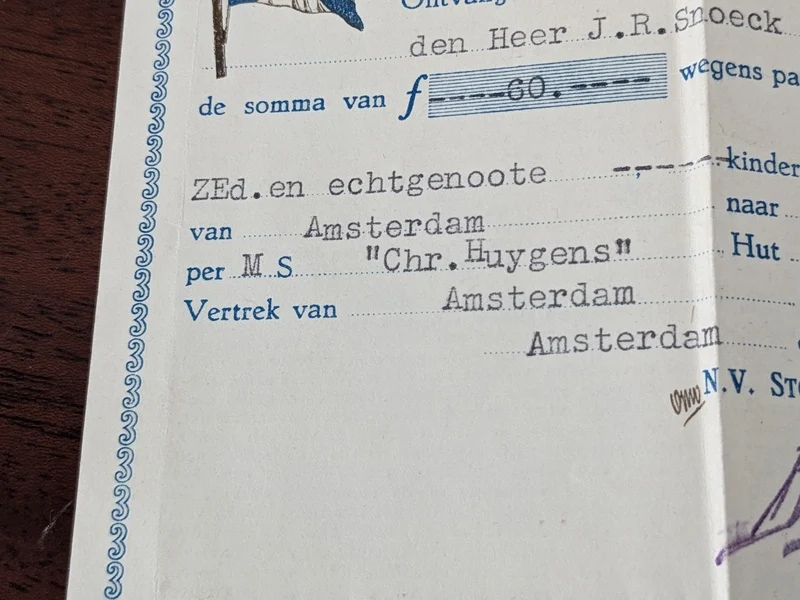 den Heer J.R.Snoeck
de somma van f ----60.---- wegens pa
ZEd.en echtgenoote -,----kinder
van Amsterdam naar
per M S "Chr.Huygens" Hut
Vertrek van Amsterdam
Amsterdam
N.V. ST